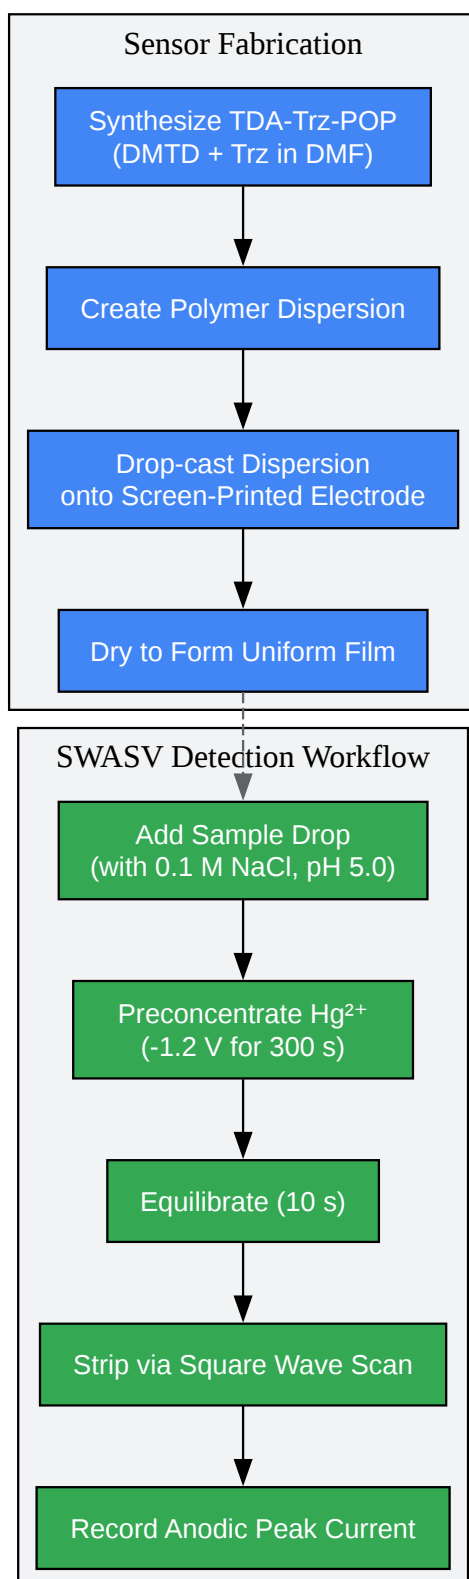 Sensor Fabrication
Synthesize TDA-Trz-POP
(DMTD + Trz in DMF)
Create Polymer Dispersion
Drop-cast Dispersion
onto Screen-Printed Electrode
Dry to Form Uniform Film
SWASV Detection Workflow
Add Sample Drop
(with 0.1 M NaCl, pH 5.0)
Preconcentrate Hg²⁺
(-1.2 V for 300 s)
Equilibrate (10 s)
Strip via Square Wave Scan
Record Anodic Peak Current